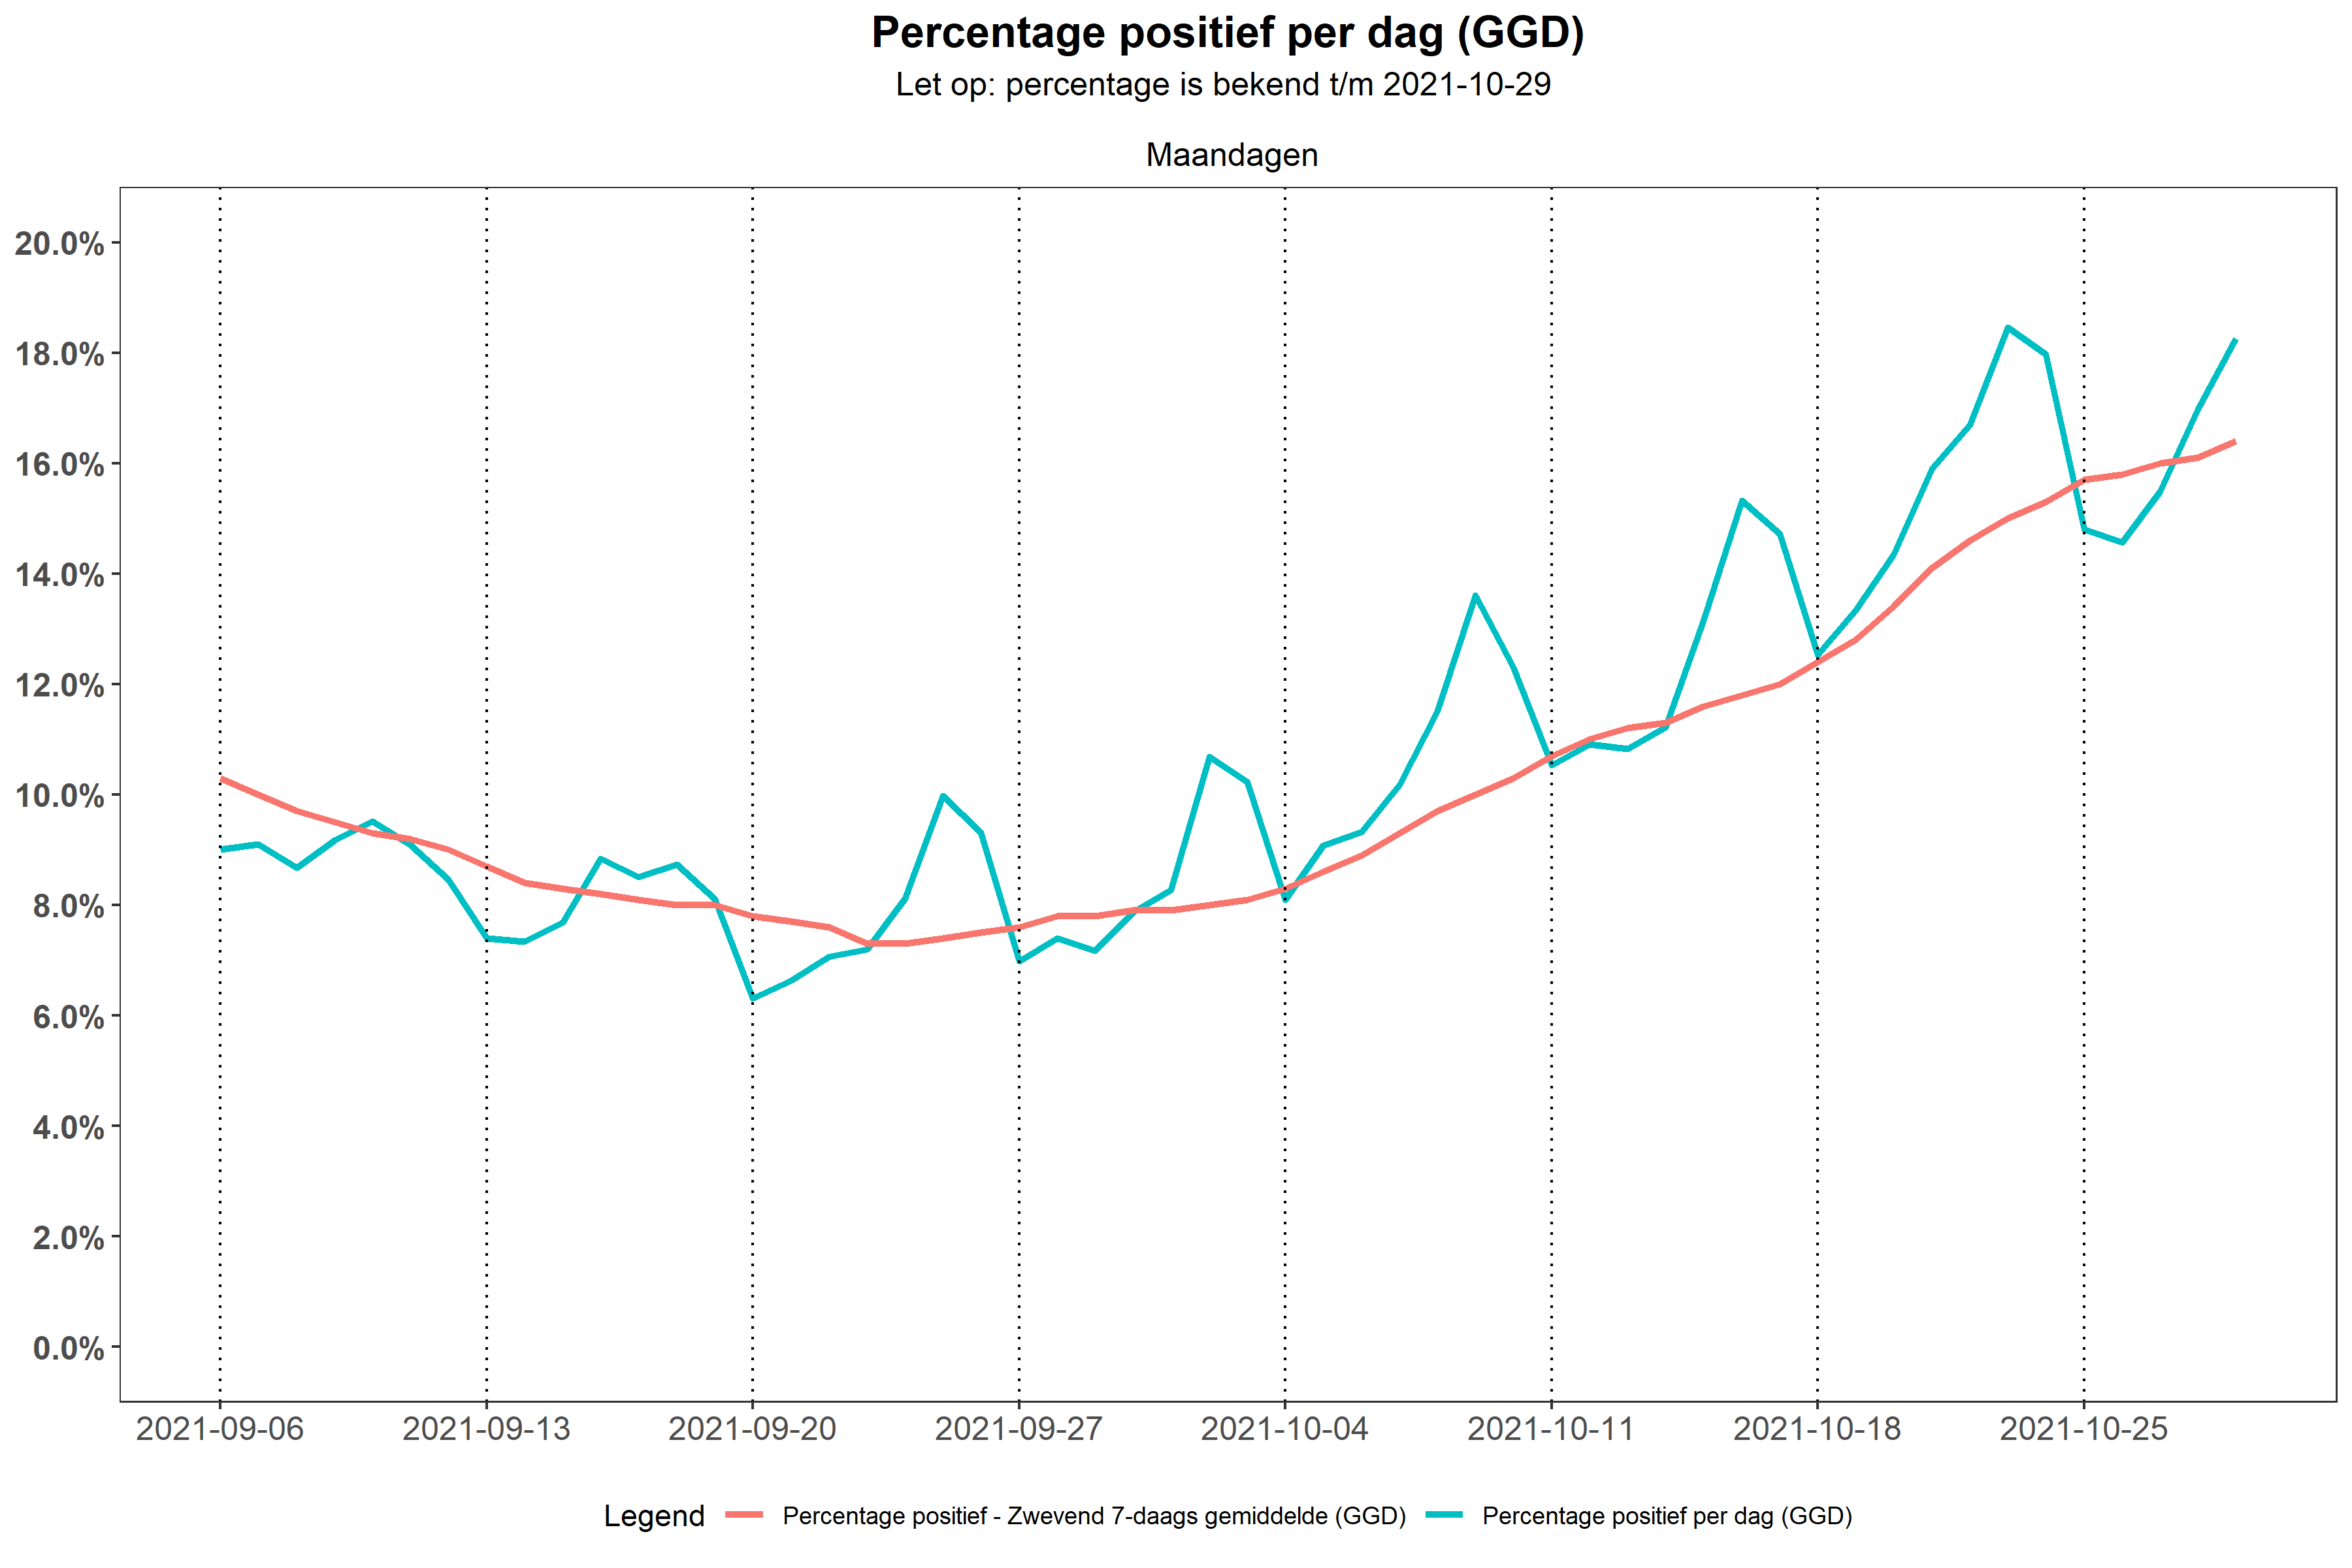 Percentage positief per dag (GGD)
Let op: percentage is bekend t/m 2021-10-29
Maandagen
20.0%
18.0%
16.0%
14.0%
12.0%
10.0%
8.0%
6.0%
4.0%
2.0%
0.0%
2021-09-06 2021-09-13 2021-09-20 2021-09-27 2021-10-04 2021-10-11 2021-10-18 2021-10-25
Legend Percentage positief - Zwevend 7-daags gemiddelde (GGD) Percentage positief per dag (GGD)